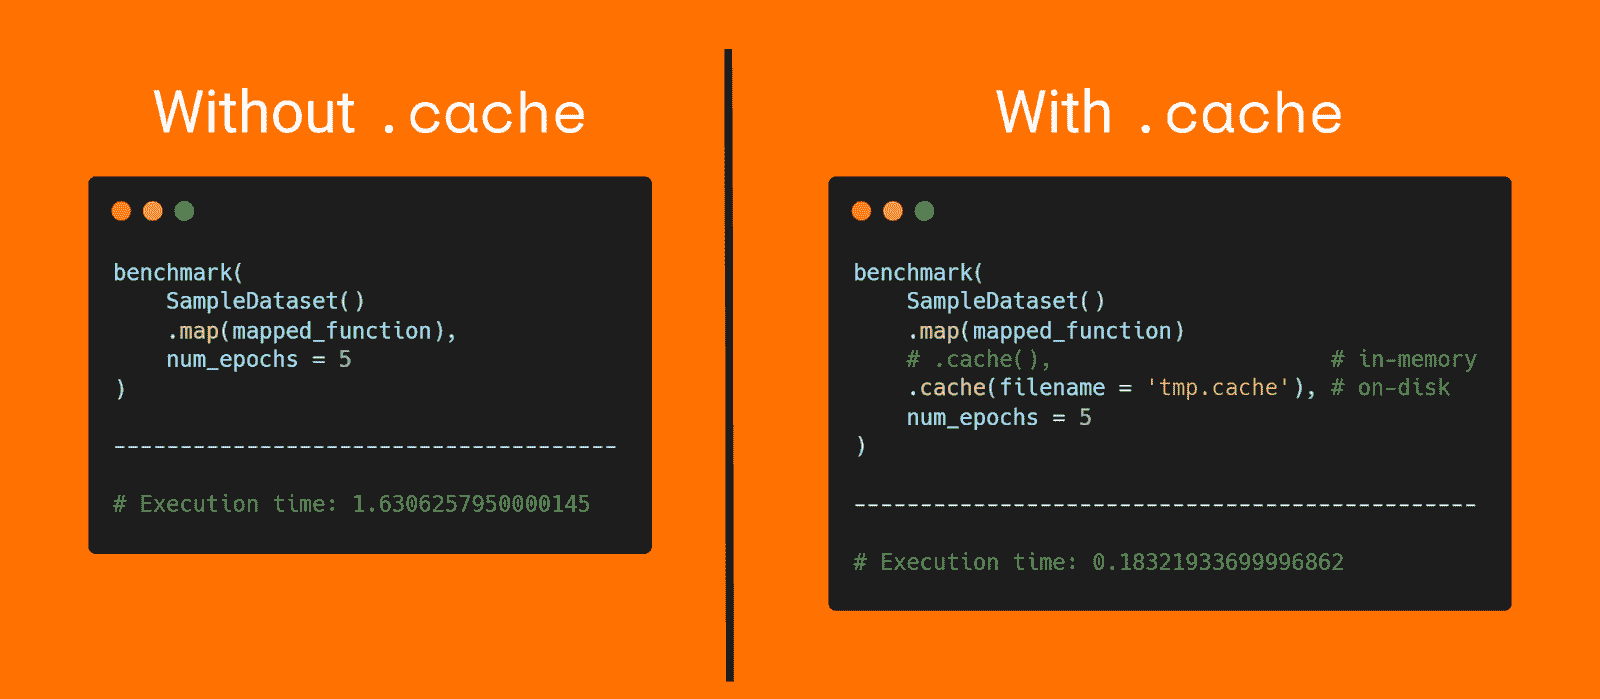 Without .cache
benchmark(
    SampleDataset()
    .map(mapped_function),
    num_epochs = 5
)
--------------------------------------
# Execution time: 1.6306257950000145
With .cache
benchmark(
    SampleDataset()
    .map(mapped_function)
    # .cache(),                     # in-memory
    .cache(filename = 'tmp.cache'), # on-disk
    num_epochs = 5
)
-----------------------------------------------
# Execution time: 0.18321933699996862